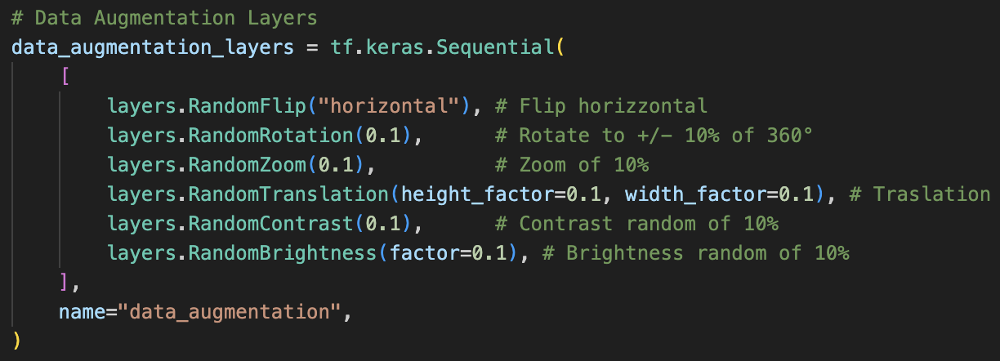 # Data Augmentation Layers
data_augmentation_layers = tf.keras.Sequential(
    [
        layers.RandomFlip("horizontal"), # Flip horizzontal
        layers.RandomRotation(0.1),      # Rotate to +/- 10% of 360°
        layers.RandomZoom(0.1),          # Zoom of 10%
        layers.RandomTranslation(height_factor=0.1, width_factor=0.1), # Traslation
        layers.RandomContrast(0.1),      # Contrast random of 10%
        layers.RandomBrightness(factor=0.1), # Brightness random of 10%
    ],
    name="data_augmentation",
)